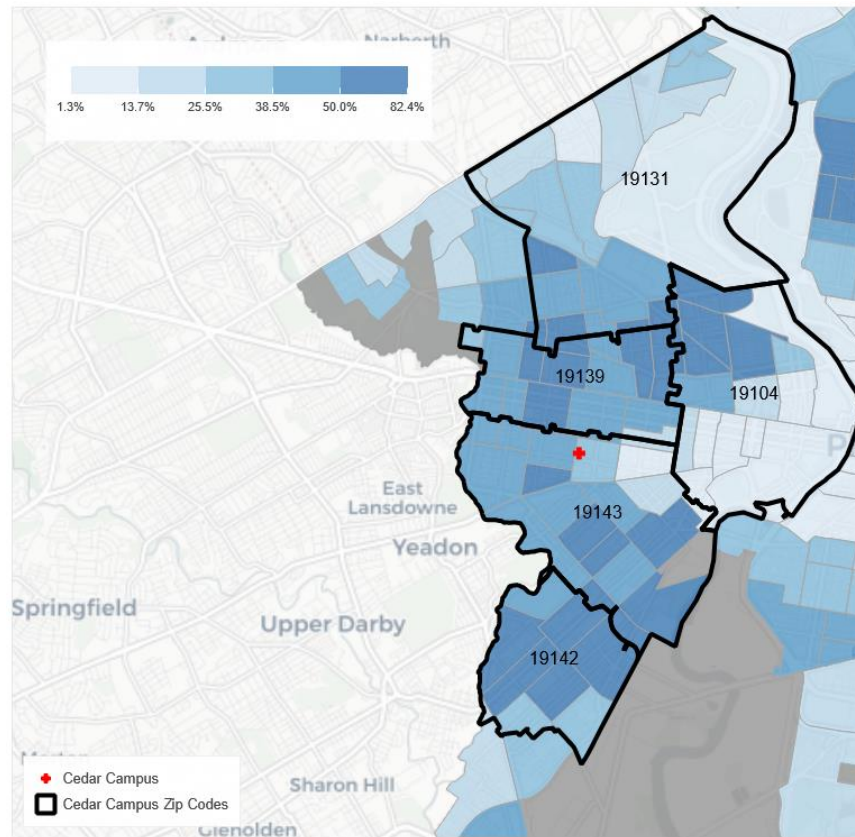 Narberth
1.3% 13.7% 25.5% 38.5% 50.0% 82.4%
19131
19139
19104
East
Lansdowne
19143
Yeadon
Springfield
Upper Darby
19142
Cedar Campus
Sharon Hill
Cedar Campus Zip Codes
Glenolden